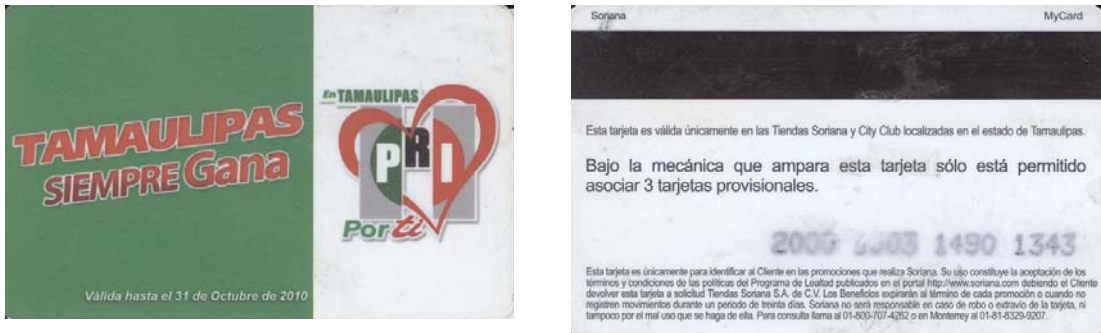 TAMAULIPAS
SIEMPRE Gana
Válida hasta el 31 de Octubre de 2010
En TAMAULIPAS
PRI
Por ti
Soriana MyCard
Esta tarjeta es válida únicamente en las Tiendas Soriana y City Club localizadas en el estado de Tamaulipas.
Bajo la mecánica que ampara esta tarjeta sólo está permitido
asociar 3 tarjetas provisionales.
2000 1490 1343
Esta tarjeta es únicamente para identificar al Cliente en las promociones que realiza Soriana. Su uso constituye la aceptación de los
términos y condiciones de las políticas del Programa de Lealtad publicados en el portal http://www.soriana.com debiendo el Cliente
devolver esta tarjeta a solicitud Tiendas Soriana S.A. de C.V. Los Beneficios expirarán al término de cada promoción o cuando no
registren movimientos durante un periodo de treinta días. Soriana no será responsable en caso de robo o extravío de la tarjeta, ni
tampoco por el mal uso que se haga de ella. Para consulta llama al 01-800-707-4262 o en Monterrey al 01-81-8329-9207.